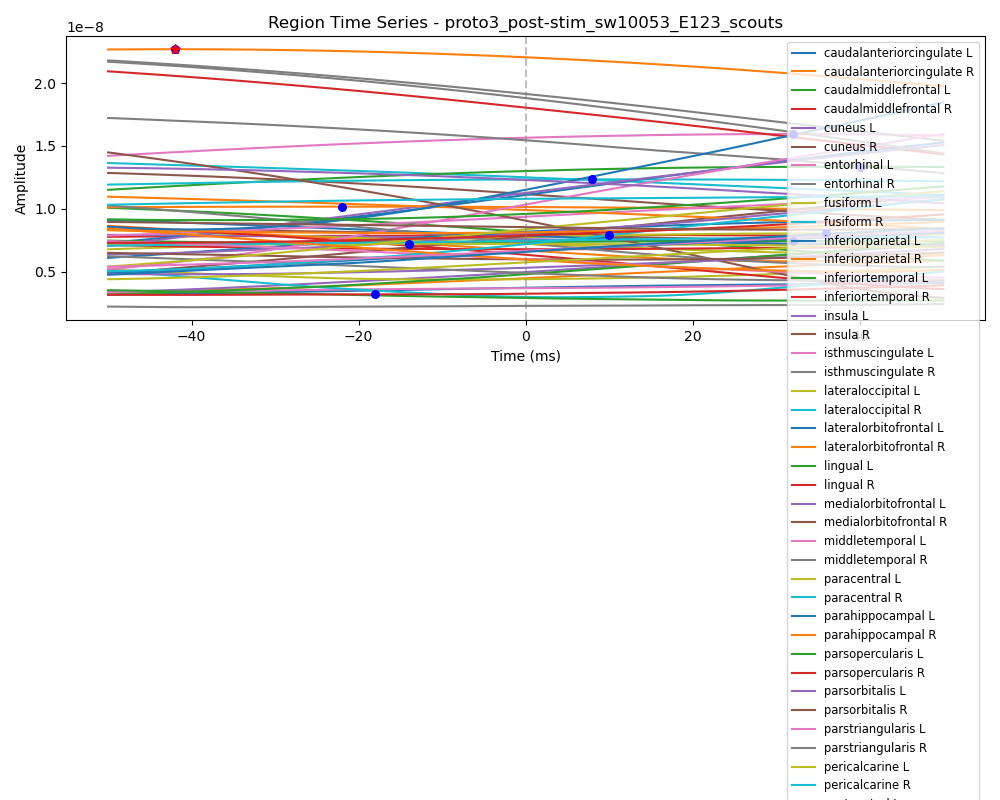 Region Time Series - proto3_post-stim_sw10053_E123_scouts
1e−8
2.0
1.5
1.0
0.5
Amplitude
−40
−20
0
20
Time (ms)
caudalanteriorcingulate L
caudalanteriorcingulate R
caudalmiddlefrontal L
caudalmiddlefrontal R
cuneus L
cuneus R
entorhinal L
entorhinal R
fusiform L
fusiform R
inferiorparietal L
inferiorparietal R
inferiortemporal L
inferiortemporal R
insula L
insula R
isthmuscingulate L
isthmuscingulate R
lateraloccipital L
lateraloccipital R
lateralorbitofrontal L
lateralorbitofrontal R
lingual L
lingual R
medialorbitofrontal L
medialorbitofrontal R
middletemporal L
middletemporal R
paracentral L
paracentral R
parahippocampal L
parahippocampal R
parsopercularis L
parsopercularis R
parsorbitalis L
parsorbitalis R
parstriangularis L
parstriangularis R
pericalcarine L
pericalcarine R